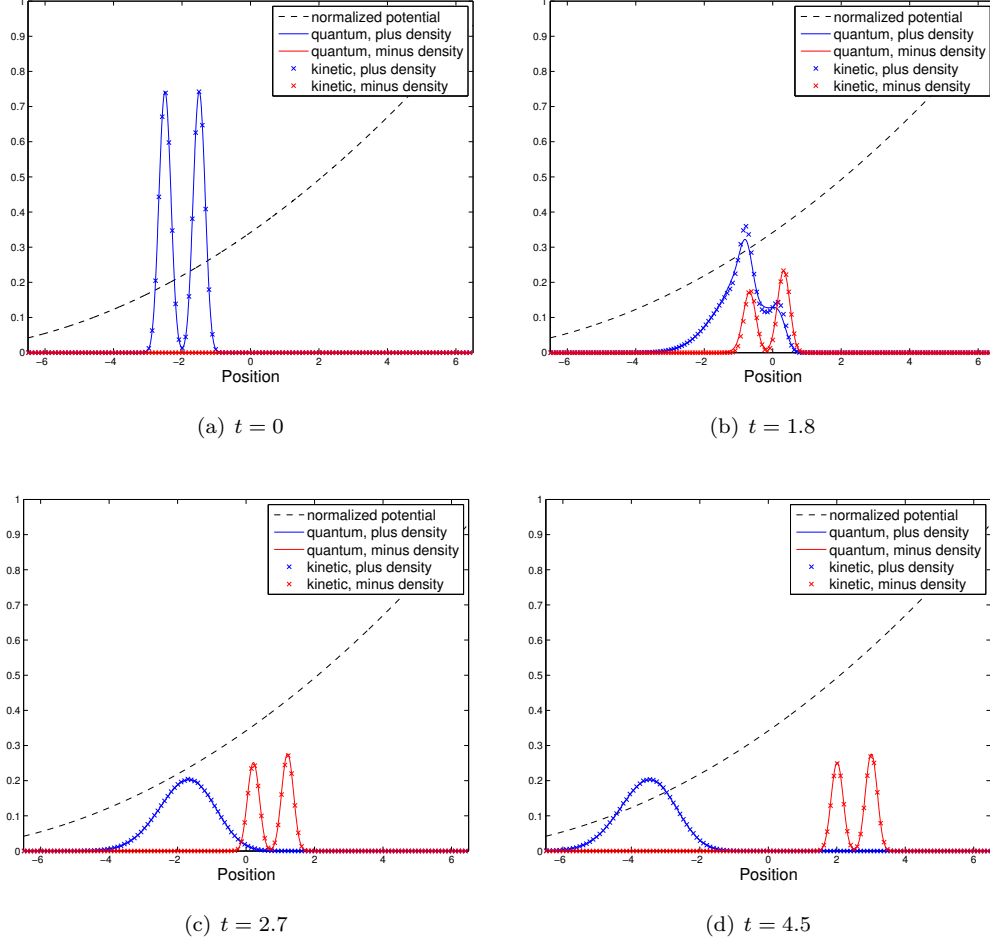 1
0.9
0.8
0.7
0.6
0.5
0.4
0.3
0.2
0.1
0
normalized potential
quantum, plus density
quantum, minus density
kinetic, plus density
kinetic, minus density
−6 −4 −2 0 2 4 6
Position
(a) t = 0
1
0.9
0.8
0.7
0.6
0.5
0.4
0.3
0.2
0.1
0
normalized potential
quantum, plus density
quantum, minus density
kinetic, plus density
kinetic, minus density
−6 −4 −2 0 2 4 6
Position
(b) t = 1.8
1
0.9
0.8
0.7
0.6
0.5
0.4
0.3
0.2
0.1
0
normalized potential
quantum, plus density
quantum, minus density
kinetic, plus density
kinetic, minus density
−6 −4 −2 0 2 4 6
Position
(c) t = 2.7
1
0.9
0.8
0.7
0.6
0.5
0.4
0.3
0.2
0.1
0
normalized potential
quantum, plus density
quantum, minus density
kinetic, plus density
kinetic, minus density
−6 −4 −2 0 2 4 6
Position
(d) t = 4.5